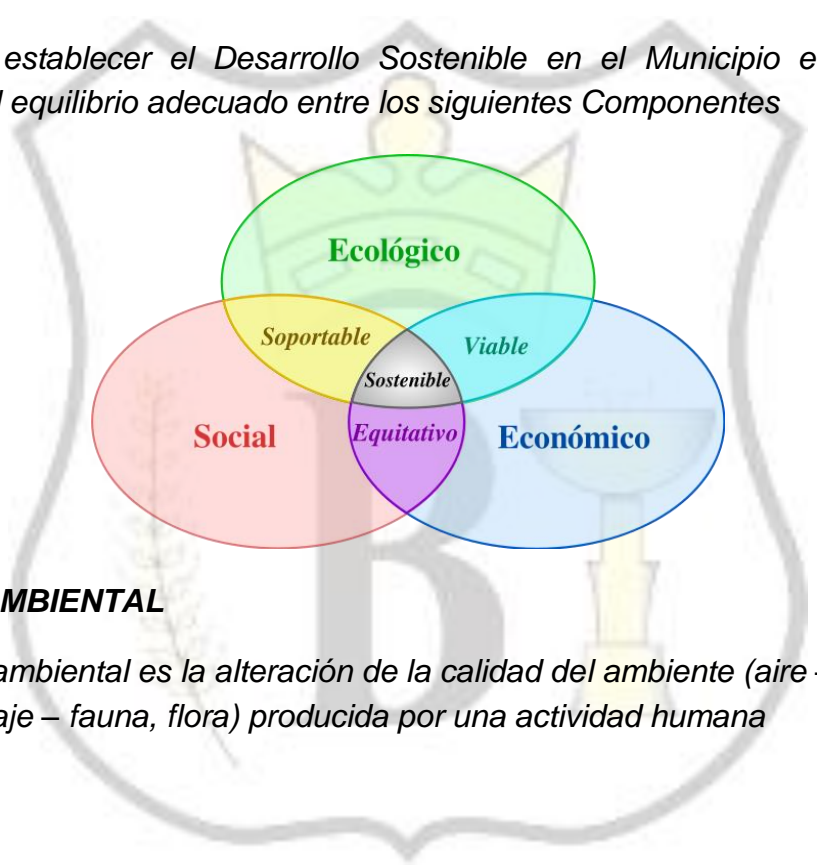 establecer el Desarrollo Sostenible en el Municipio e
equilibrio adecuado entre los siguientes Componentes
Ecológico
Soportable Viable
Sostenible
Social Equitativo Económico
B
MBIENTAL
ambiental es la alteración de la calidad del ambiente (aire -
aje – fauna, flora) producida por una actividad humana